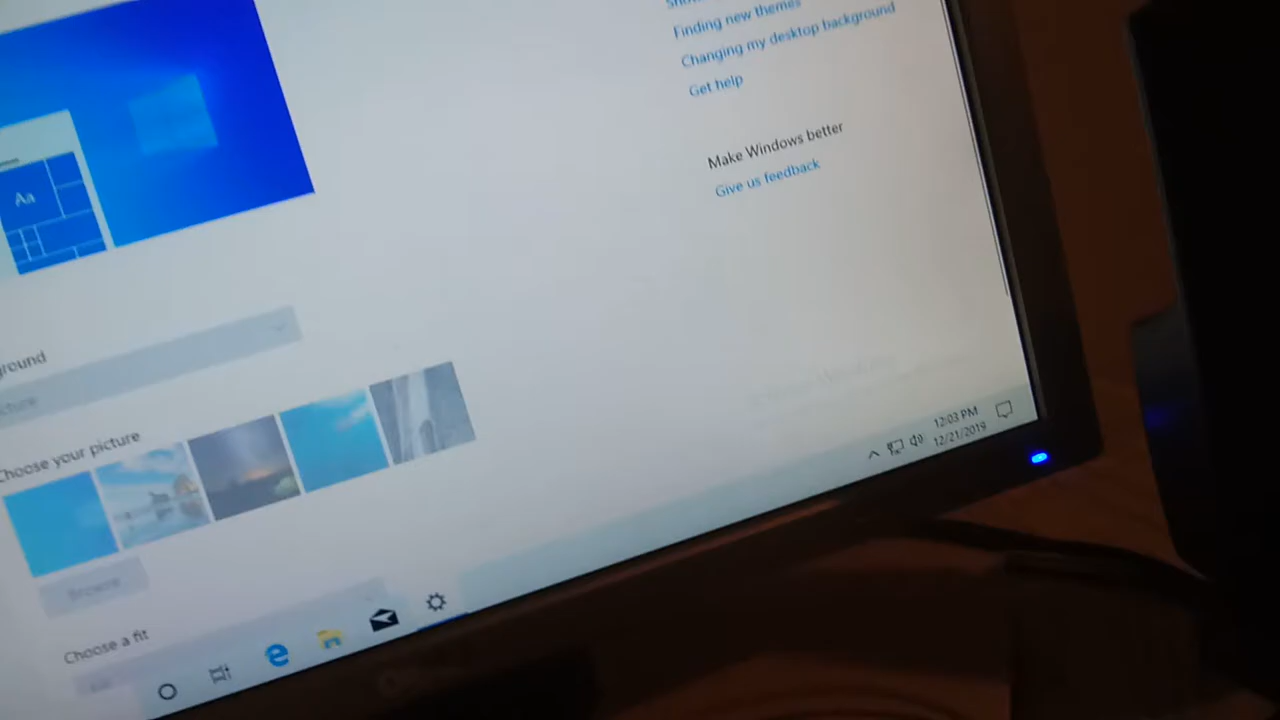 Finding new themes
Changing my desktop background
Get help
Make Windows better
Give us feedback
Aa
Choose your picture
Browse
Choose a fit
12:03 PM
12/21/2019